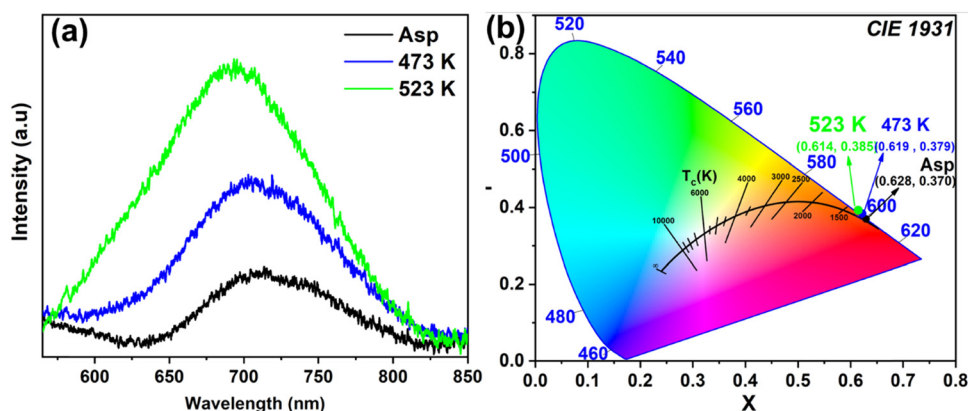 (a)
Asp
473 K
523 K
Intensity (a.u)
600 650 700 750 800 850
Wavelength (nm)
(b)
CIE 1931
520
540
560
580
600
620
500
480
460
523 K
(0.614, 0.385)
473 K
(0.619, 0.379)
Asp
(0.628, 0.370)
Tc(K)
10000
6000
4000
3000
2500
2000
1500
0.8
0.6
0.4
0.2
0.0
0.0 0.1 0.2 0.3 0.4 0.5 0.6 0.7 0.8
X